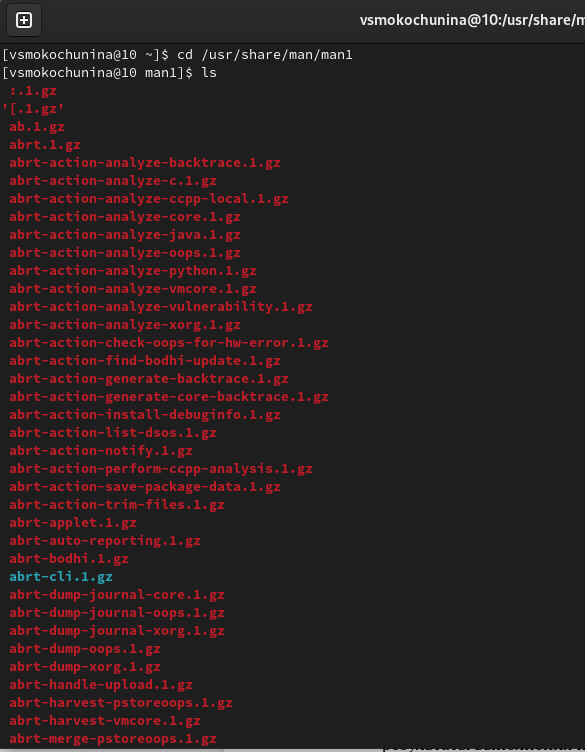 vsmokochunina@10:/usr/share/m
[vsmokochunina@10 ~]$ cd /usr/share/man/man1
[vsmokochunina@10 man1]$ ls
:.1.gz
'[.1.gz'
ab.1.gz
abrt.1.gz
abrt-action-analyze-backtrace.1.gz
abrt-action-analyze-c.1.gz
abrt-action-analyze-ccpp-local.1.gz
abrt-action-analyze-core.1.gz
abrt-action-analyze-java.1.gz
abrt-action-analyze-oops.1.gz
abrt-action-analyze-python.1.gz
abrt-action-analyze-vmcore.1.gz
abrt-action-analyze-vulnerability.1.gz
abrt-action-analyze-xorg.1.gz
abrt-action-check-oops-for-hw-error.1.gz
abrt-action-find-bodhi-update.1.gz
abrt-action-generate-backtrace.1.gz
abrt-action-generate-core-backtrace.1.gz
abrt-action-install-debuginfo.1.gz
abrt-action-list-dsos.1.gz
abrt-action-notify.1.gz
abrt-action-perform-ccpp-analysis.1.gz
abrt-action-save-package-data.1.gz
abrt-action-trim-files.1.gz
abrt-applet.1.gz
abrt-auto-reporting.1.gz
abrt-bodhi.1.gz
abrt-cli.1.gz
abrt-dump-journal-core.1.gz
abrt-dump-journal-oops.1.gz
abrt-dump-journal-xorg.1.gz
abrt-dump-oops.1.gz
abrt-dump-xorg.1.gz
abrt-handle-upload.1.gz
abrt-harvest-pstoreoops.1.gz
abrt-harvest-vmcore.1.gz
abrt-merge-pstoreoops.1.gz